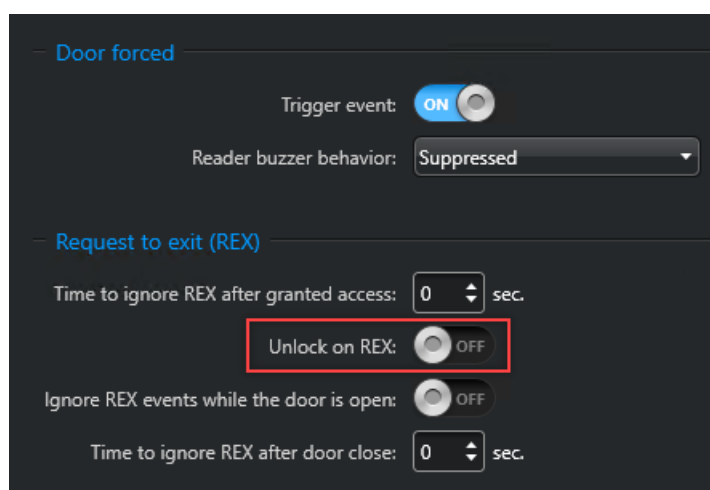 Door forced
Trigger event: ON
Reader buzzer behavior: Suppressed
Request to exit (REX)
Time to ignore REX after granted access: 0 sec.
Unlock on REX: OFF
Ignore REX events while the door is open: OFF
Time to ignore REX after door close: 0 sec.